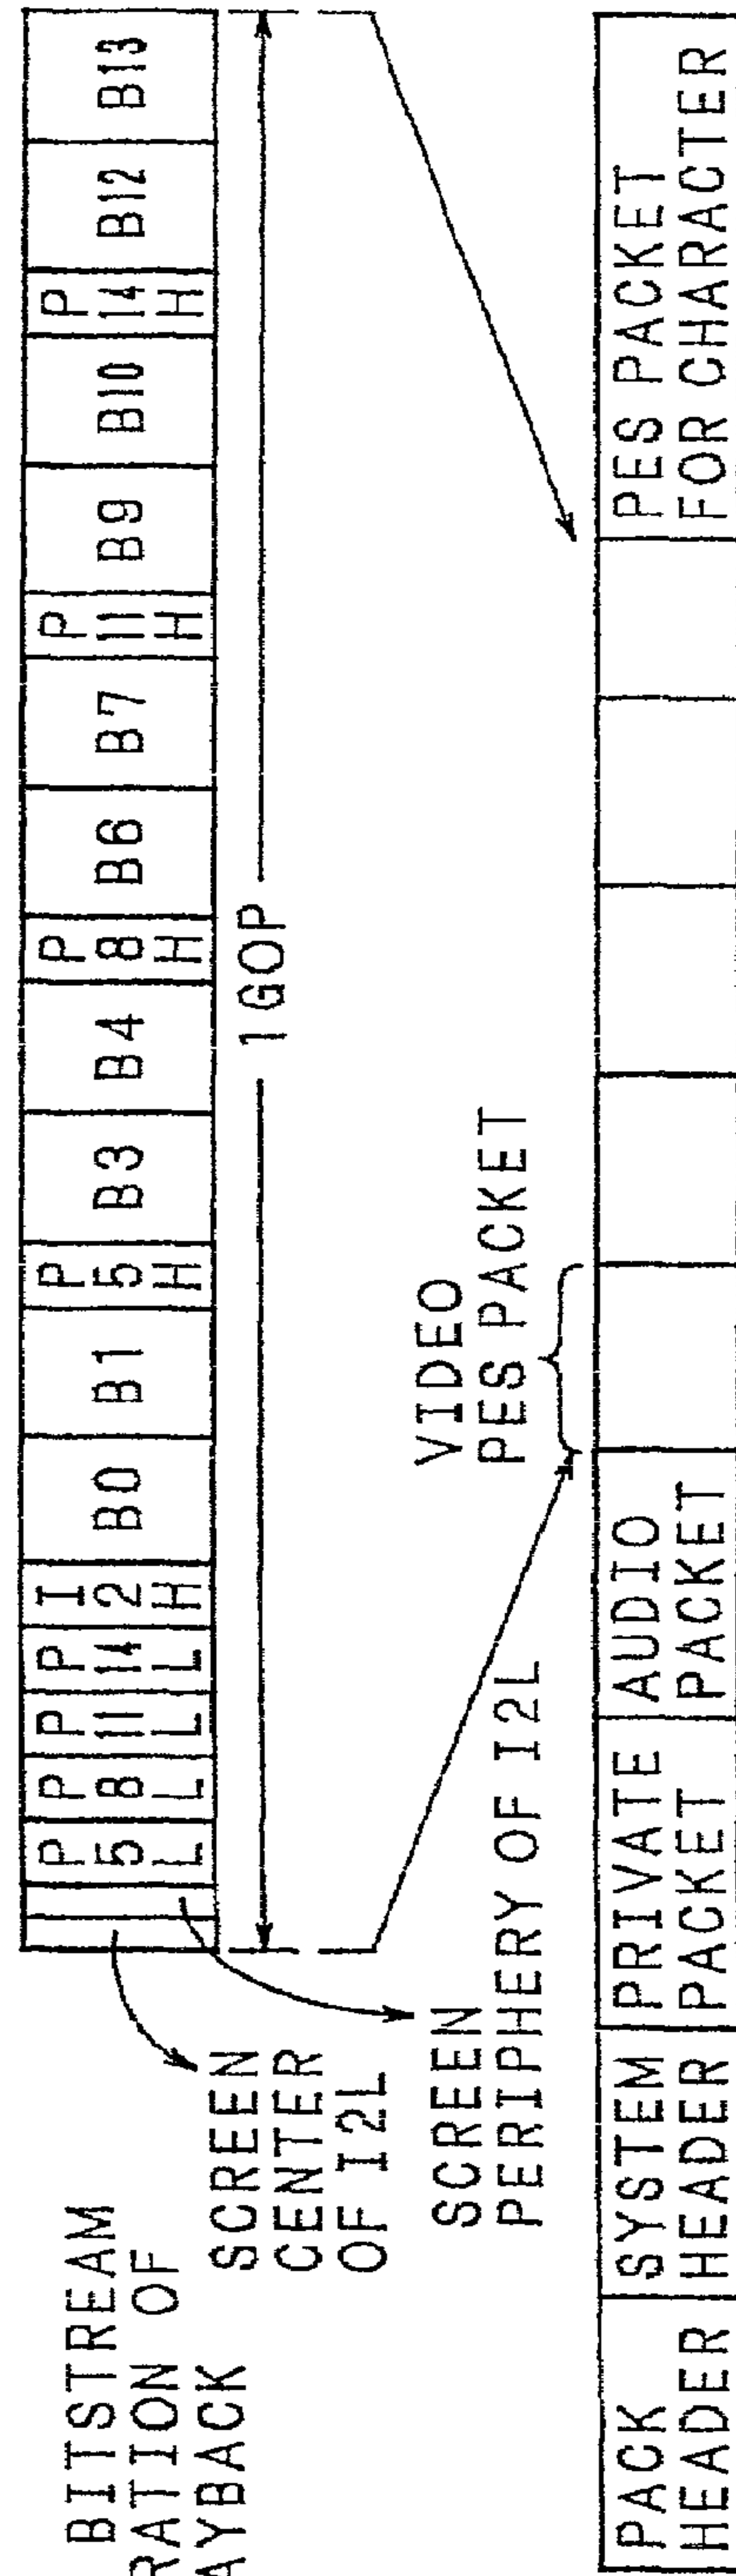 BITSTREAM
RATION OF
AYBACK
P
5
L
P
8
L
P
11
L
P
14
L
I
2
H
B0
B1
P
5
H
B3
B4
P
8
H
B6
B7
P
11
H
B9
B10
P
14
H
B12
B13
1GOP
SCREEN
CENTER
OF I2L
SCREEN
PERIPHERY OF I2L
VIDEO
PES PACKET
PACK
HEADER
SYSTEM
HEADER
PRIVATE
PACKET
AUDIO
PACKET
PES PACKET
FOR CHARACTER